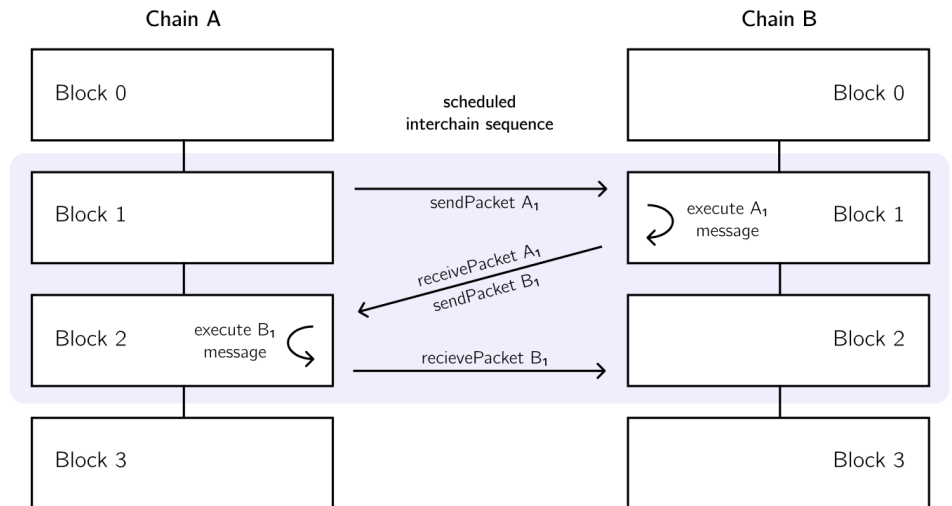 Chain A
Chain B
Block 0
Block 0
scheduled
interchain sequence
Block 1
sendPacket A₁
execute A₁
message
Block 1
receivePacket A₁
sendPacket B₁
Block 2
execute B₁
message
recievePacket B₁
Block 2
Block 3
Block 3